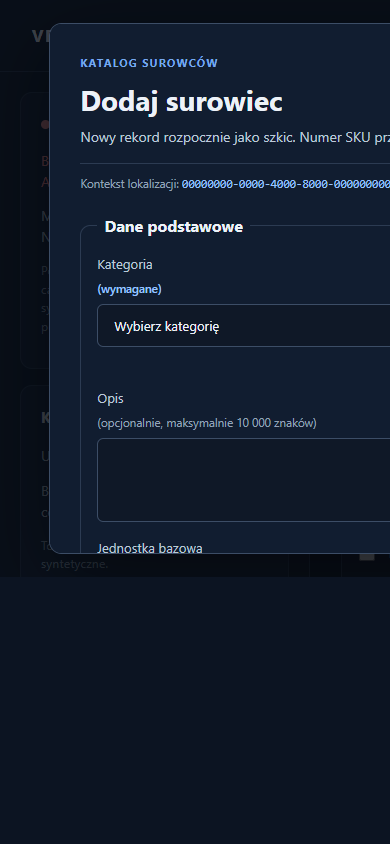 KATALOG SUROWCÓW
Dodaj surowiec
Nowy rekord rozpocznie jako szkic. Numer SKU prz
Kontekst lokalizacji: 00000000-0000-4000-8000-000000000
Dane podstawowe
Kategoria
(wymagane)
Wybierz kategorię
Opis
(opcjonalnie, maksymalnie 10 000 znaków)
Jednostka bazowa
syntetyczne.